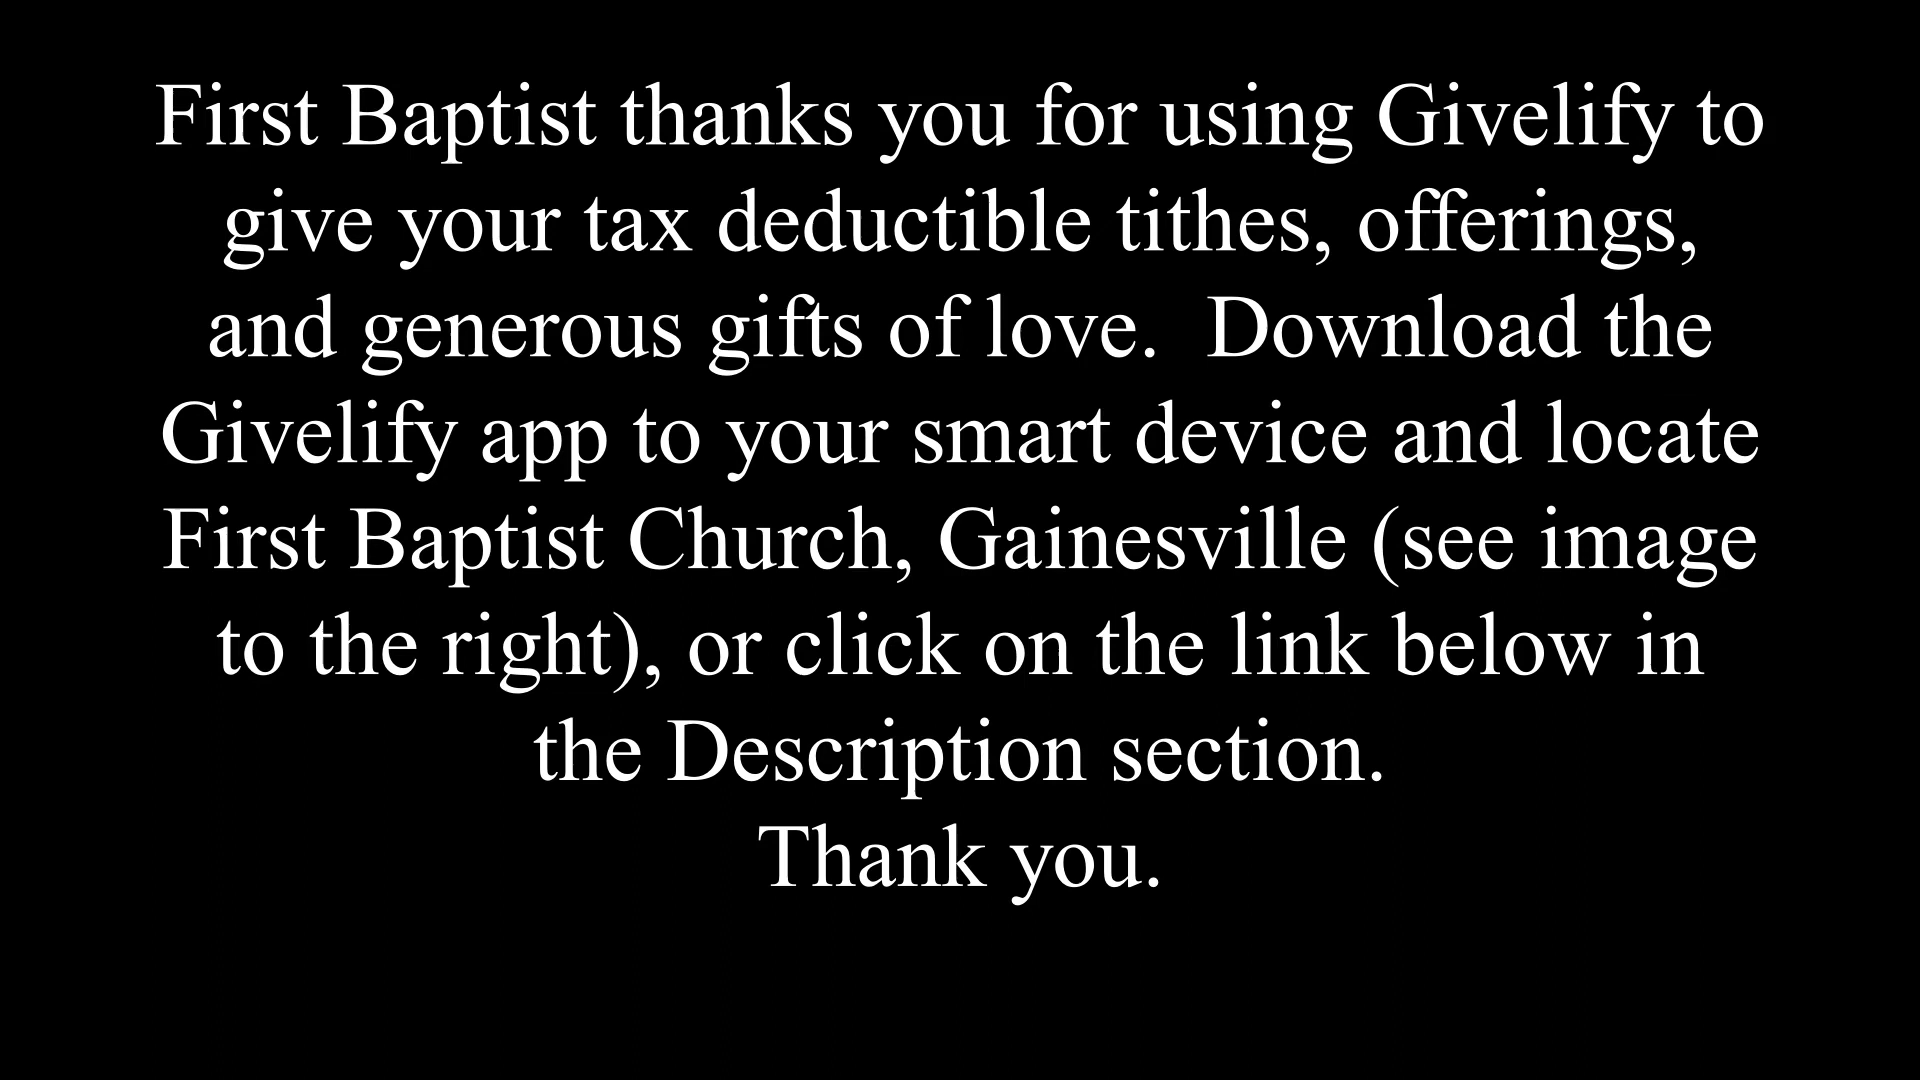 First Baptist thanks you for using Givelify to
give your tax deductible tithes, offerings,
and generous gifts of love.  Download the
Givelify app to your smart device and locate
First Baptist Church, Gainesville (see image
to the right), or click on the link below in
the Description section.
Thank you.